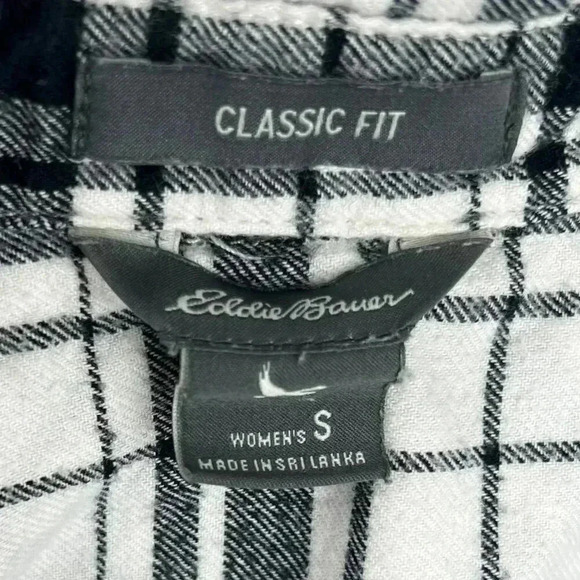 CLASSIC FIT
Eddie Bauer
WOMEN'S S
MADE IN SRI LANKA